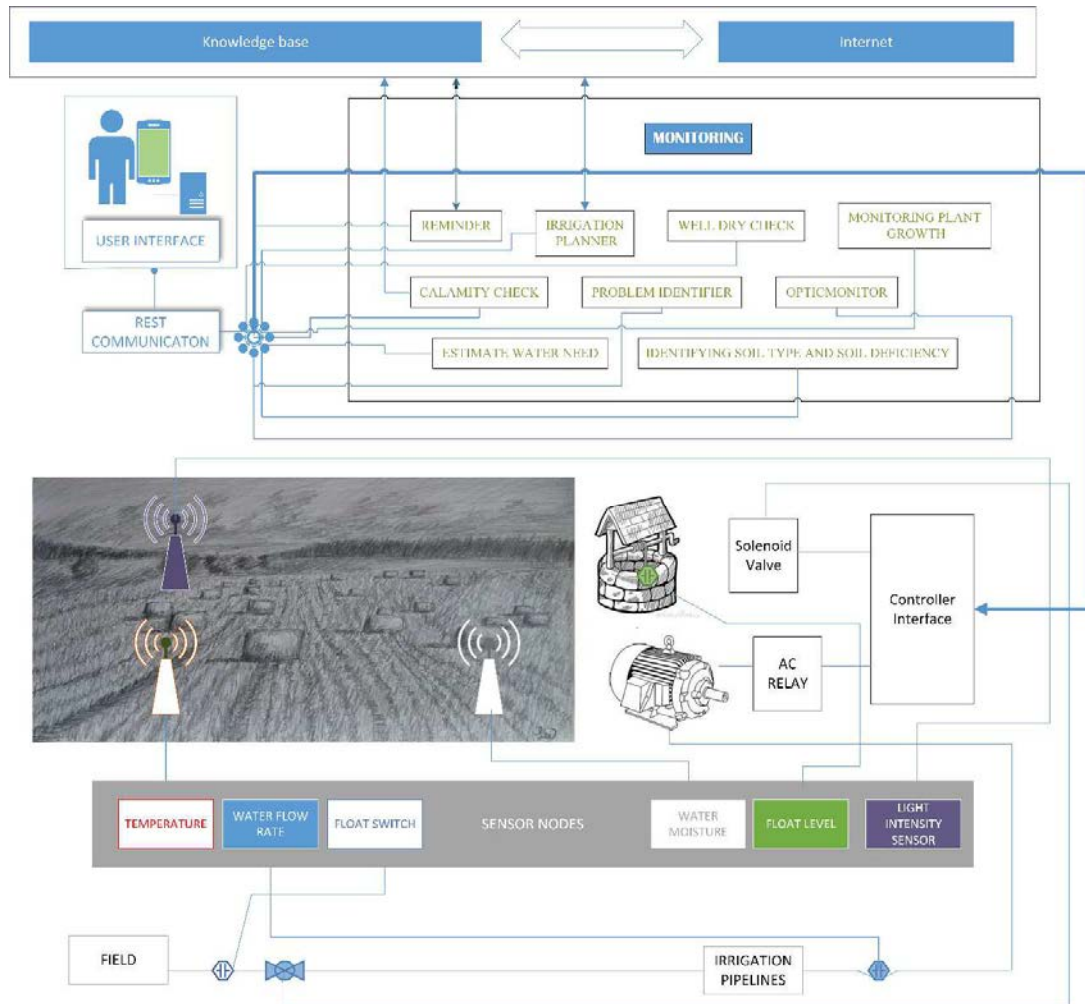 Knowledge base
Internet
MONITORING
USER INTERFACE
REMINDER
IRRIGATION
PLANNER
WELL DRY CHECK
MONITORING PLANT
GROWTH
CALAMITY CHECK
PROBLEM IDENTIFIER
OPTICMONITOR
REST
COMMUNICATON
ESTIMATE WATER NEED
IDENTIFYING SOIL TYPE AND SOIL DEFICIENCY
Solenoid
Valve
Controller
Interface
AC
RELAY
TEMPERATURE
WATER FLOW
RATE
FLOAT SWITCH
SENSOR NODES
WATER
MOISTURE
FLOAT LEVEL
LIGHT
INTENSITY
SENSOR
FIELD
IRRIGATION
PIPELINES